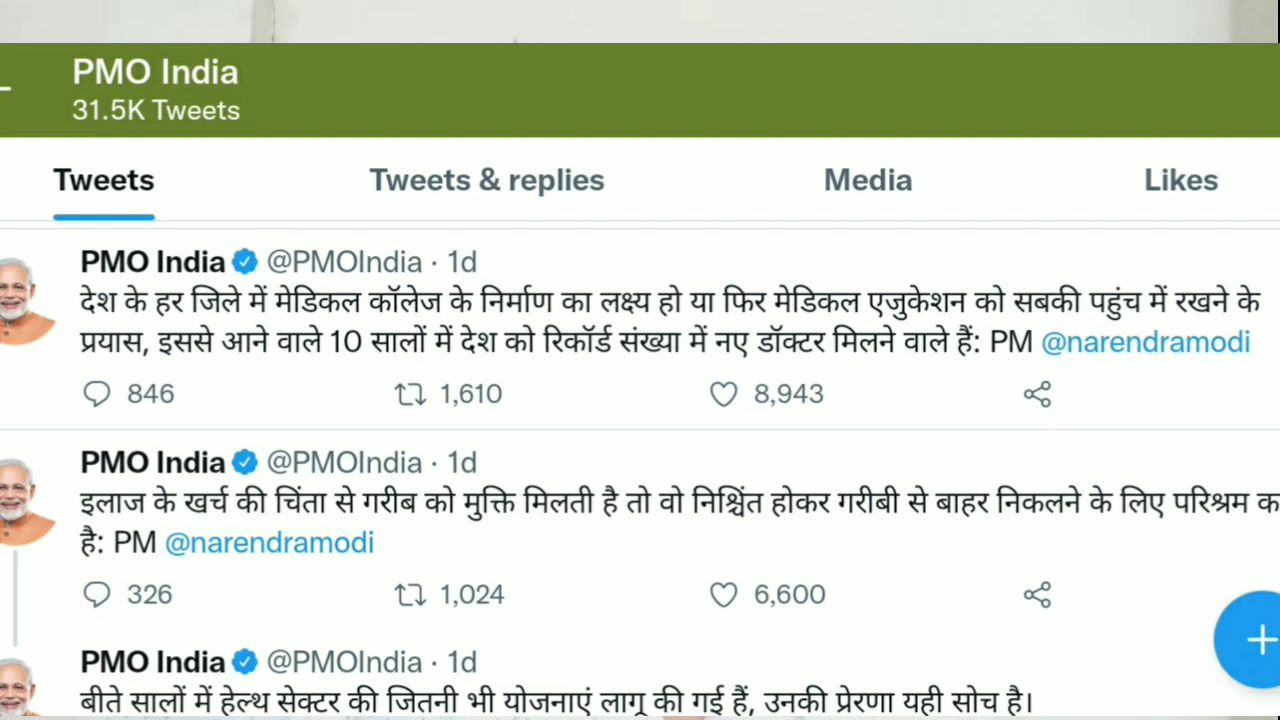 PMO India
31.5K Tweets
Tweets Tweets & replies Media Likes
PMO India @PMOIndia · 1d
देश के हर जिले में मेडिकल कॉलेज के निर्माण का लक्ष्य हो या फिर मेडिकल एजुकेशन को सबकी पहुंच में रखने के
प्रयास, इससे आने वाले 10 सालों में देश को रिकॉर्ड संख्या में नए डॉक्टर मिलने वाले हैं: PM @narendramodi
846 1,610 8,943
PMO India @PMOIndia · 1d
इलाज के खर्च की चिंता से गरीब को मुक्ति मिलती है तो वो निश्चिंत होकर गरीबी से बाहर निकलने के लिए परिश्रम
है: PM @narendramodi
326 1,024 6,600
PMO India @PMOIndia · 1d
बीते सालों में हेल्थ सेक्टर की जितनी भी योजनाएं लागू की गई हैं, उनकी प्रेरणा यही सोच है।